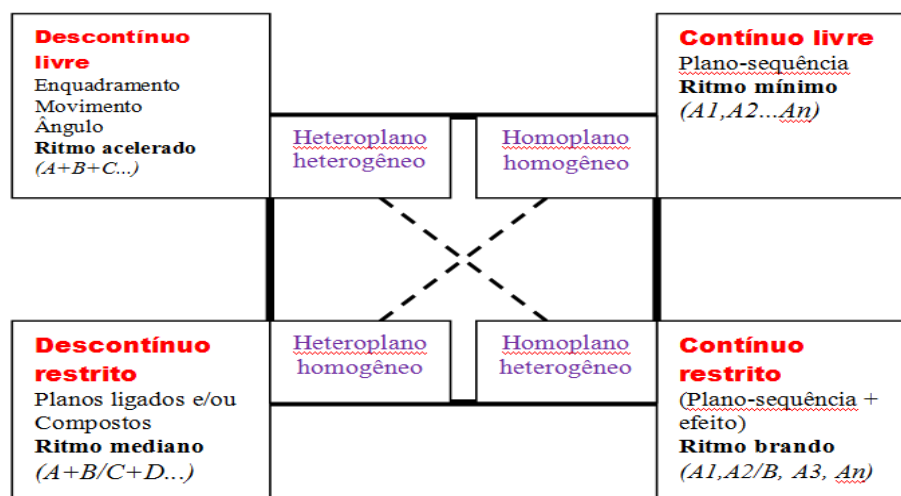 Descontínuo
livre
Enquadramento
Movimento
Ângulo
Ritmo acelerado
(A+B+C...)
Heteroplano
heterogêneo
Homoplano
homogêneo
Contínuo livre
Plano-sequência
Ritmo mínimo
(A1,A2...An)
Descontínuo
restrito
Planos ligados e/ou
Compostos
Ritmo mediano
(A+B/C+D...)
Heteroplano
homogêneo
Homoplano
heterogêneo
Contínuo
restrito
(Plano-sequência +
efeito)
Ritmo brando
(A1,A2/B, A3, An)